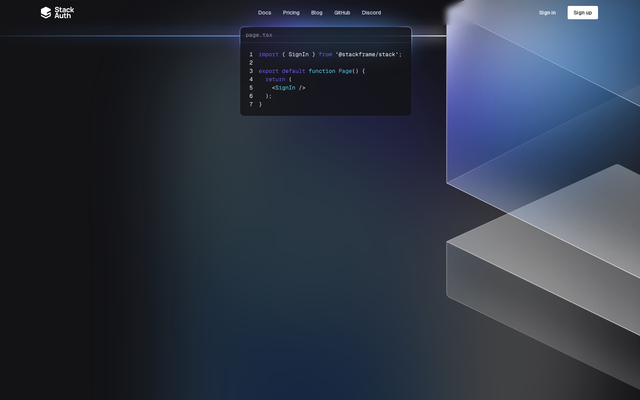 Stack
Auth
Docs Pricing Blog GitHub Discord
Sign in Sign up
page.tsx
1 import { SignIn } from '@stackframe/stack';
2
3 export default function Page() {
4 return (
5 <SignIn />
6 );
7 }